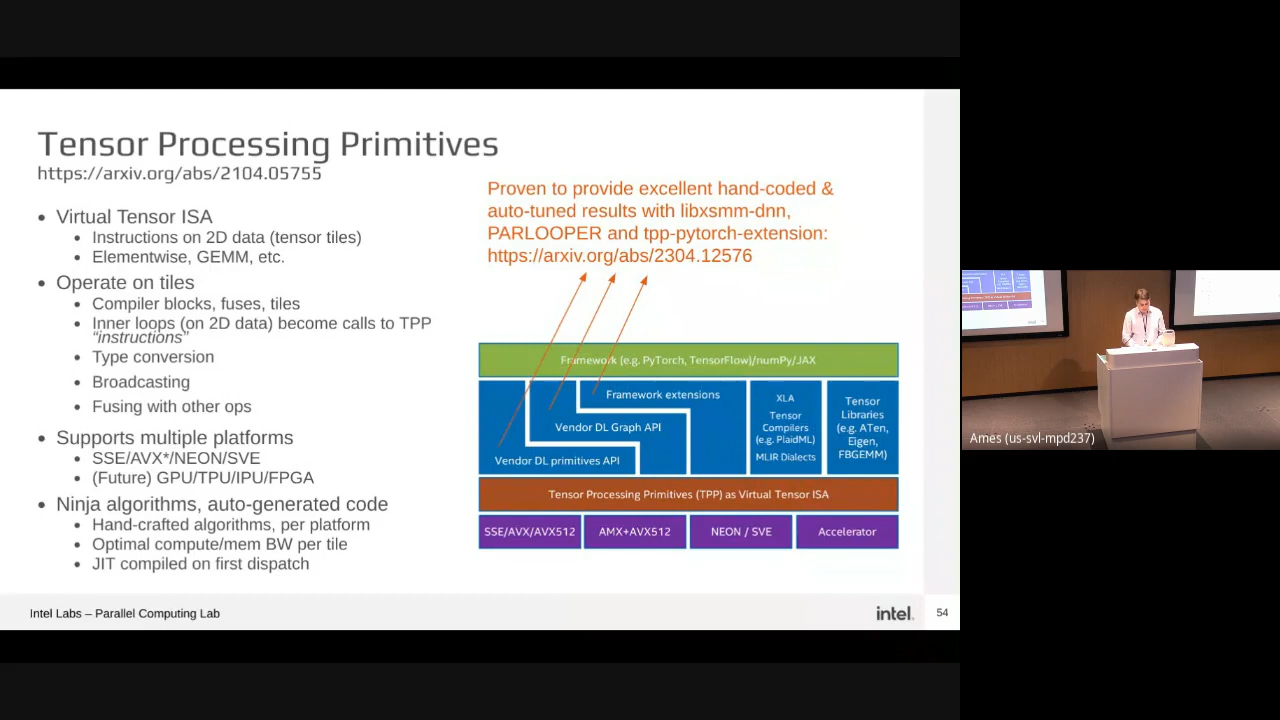 Tensor Processing Primitives
https://arxiv.org/abs/2104.05755
Proven to provide excellent hand-coded &
auto-tuned results with libxsmm-dnn,
PARLOOPER and tpp-pytorch-extension:
https://arxiv.org/abs/2304.12576
• Virtual Tensor ISA
• Instructions on 2D data (tensor tiles)
• Elementwise, GEMM, etc.
• Operate on tiles
• Compiler blocks, fuses, tiles
• Inner loops (on 2D data) become calls to TPP
“instructions”
• Type conversion
• Broadcasting
• Fusing with other ops
• Supports multiple platforms
• SSE/AVX*/NEON/SVE
• (Future) GPU/TPU/IPU/FPGA
• Ninja algorithms, auto-generated code
• Hand-crafted algorithms, per platform
• Optimal compute/mem BW per tile
• JIT compiled on first dispatch
Framework (e.g. PyTorch, TensorFlow)/numPy/JAX
Framework extensions
Vendor DL Graph API
Vendor DL primitives API
XLA
Tensor
Compilers
(e.g. PlaidML)
MLIR Dialects
Tensor
Libraries
(e.g. ATen,
Eigen,
FBGEMM)
Tensor Processing Primitives (TPP) as Virtual Tensor ISA
SSE/AVX/AVX512
AMX+AVX512
NEON / SVE
Accelerator
Intel Labs – Parallel Computing Lab
intel.
54
Ames (us-svl-mpd237)